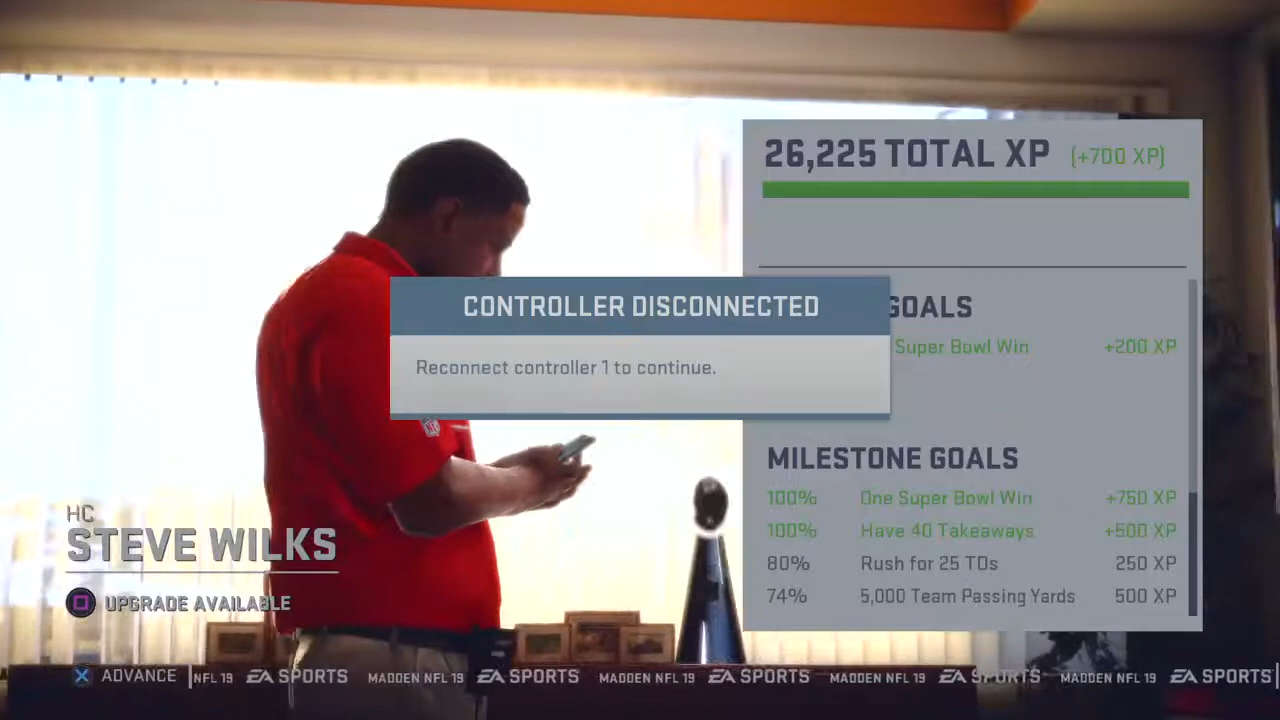 26,225 TOTAL XP (+700 XP)
CONTROLLER DISCONNECTED
Reconnect controller 1 to continue.
GOALS
Super Bowl Win +200 XP
MILESTONE GOALS
100% One Super Bowl Win +750 XP
100% Have 40 Takeaways +500 XP
80% Rush for 25 TDs 250 XP
74% 5,000 Team Passing Yards 500 XP
HC
STEVE WILKS
UPGRADE AVAILABLE
ADVANCE NFL 19 EA SPORTS MADDEN NFL 19 EA SPORTS MADDEN NFL 19 EA SPORTS MADDEN NFL 19 EA SPORTS MADDEN NFL 19 EA SPORTS